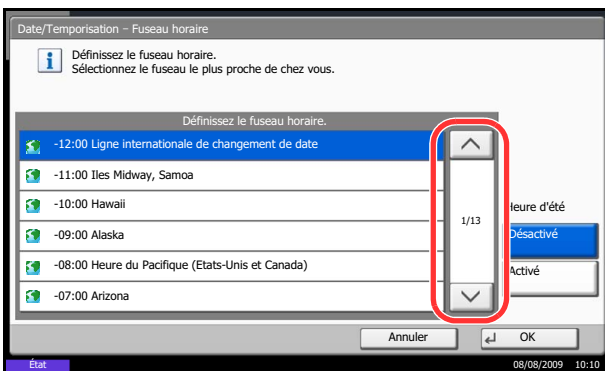 Date/Temporisation – Fuseau horaire
Définissez le fuseau horaire.
Sélectionnez le fuseau le plus proche de chez vous.
Définissez le fuseau horaire.
-12:00 Ligne internationale de changement de date
-11:00 Iles Midway, Samoa
-10:00 Hawaii
-09:00 Alaska
-08:00 Heure du Pacifique (Etats-Unis et Canada)
-07:00 Arizona
1/13
Heure d'été
Désactivé
Activé
Annuler
OK
État
08/08/2009 10:10